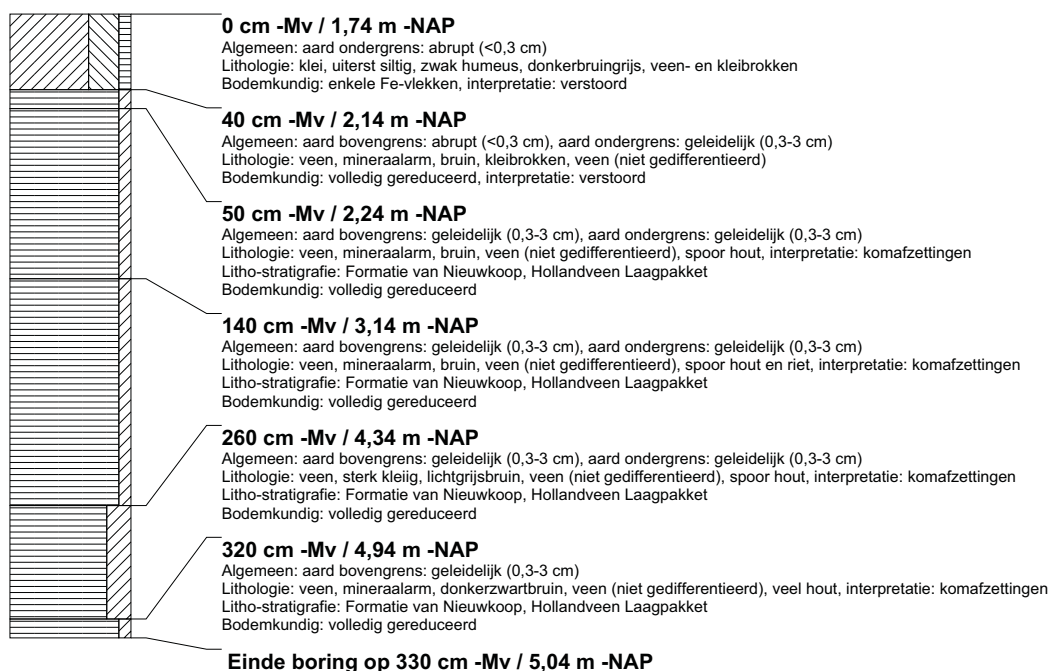 0 cm -Mv / 1,74 m -NAP
Algemeen: aard ondergrens: abrupt (<0,3 cm)
Lithologie: klei, uiterst siltig, zwak humeus, donkerbruingrijs, veen- en kleibrokken
Bodemkundig: enkele Fe-vlekken, interpretatie: verstoord
40 cm -Mv / 2,14 m -NAP
Algemeen: aard bovengrens: abrupt (<0,3 cm), aard ondergrens: geleidelijk (0,3-3 cm)
Lithologie: veen, mineraalarm, bruin, kleibrokken, veen (niet gedifferentieerd)
Bodemkundig: volledig gereduceerd, interpretatie: verstoord
50 cm -Mv / 2,24 m -NAP
Algemeen: aard bovengrens: geleidelijk (0,3-3 cm), aard ondergrens: geleidelijk (0,3-3 cm)
Lithologie: veen, mineraalarm, bruin, veen (niet gedifferentieerd), spoor hout, interpretatie: komafzettingen
Litho-stratigrafie: Formatie van Nieuwkoop, Hollandveen Laagpakket
Bodemkundig: volledig gereduceerd
140 cm -Mv / 3,14 m -NAP
Algemeen: aard bovengrens: geleidelijk (0,3-3 cm), aard ondergrens: geleidelijk (0,3-3 cm)
Lithologie: veen, mineraalarm, bruin, veen (niet gedifferentieerd), spoor hout en riet, interpretatie: komafzettingen
Litho-stratigrafie: Formatie van Nieuwkoop, Hollandveen Laagpakket
Bodemkundig: volledig gereduceerd
260 cm -Mv / 4,34 m -NAP
Algemeen: aard bovengrens: geleidelijk (0,3-3 cm), aard ondergrens: geleidelijk (0,3-3 cm)
Lithologie: veen, sterk kleiig, lichtgrijsbruin, veen (niet gedifferentieerd), spoor hout, interpretatie: komafzettingen
Litho-stratigrafie: Formatie van Nieuwkoop, Hollandveen Laagpakket
Bodemkundig: volledig gereduceerd
320 cm -Mv / 4,94 m -NAP
Algemeen: aard bovengrens: geleidelijk (0,3-3 cm)
Lithologie: veen, mineraalarm, donkerzwartbruin, veen (niet gedifferentieerd), veel hout, interpretatie: komafzettingen
Litho-stratigrafie: Formatie van Nieuwkoop, Hollandveen Laagpakket
Bodemkundig: volledig gereduceerd
Einde boring op 330 cm -Mv / 5,04 m -NAP